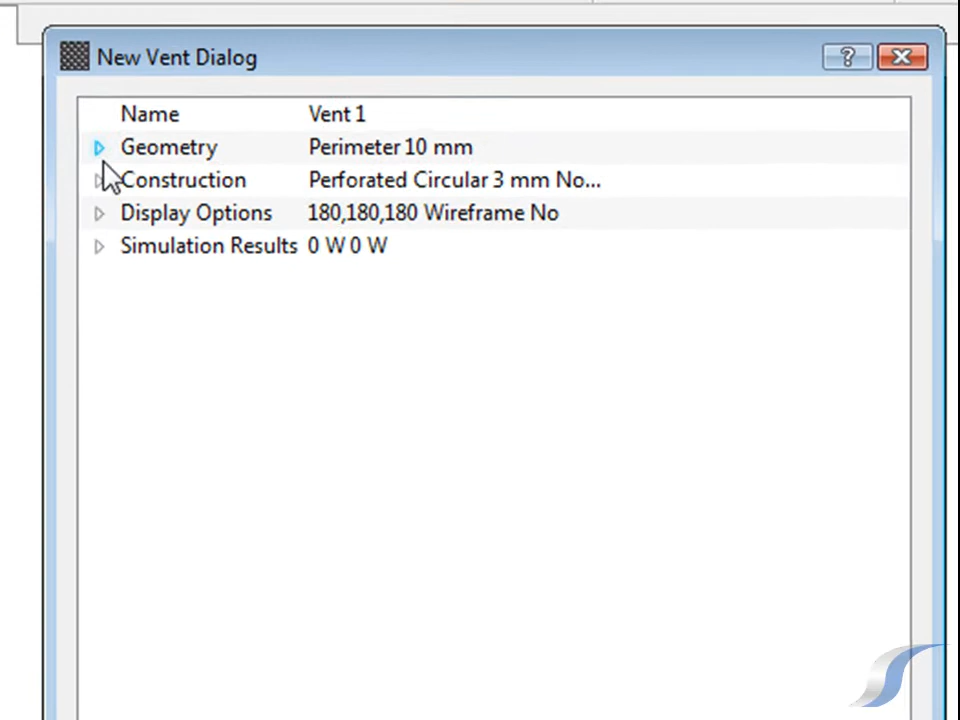 New Vent Dialog
?
Name Vent 1
Geometry Perimeter 10 mm
Construction Perforated Circular 3 mm No...
Display Options 180,180,180 Wireframe No
Simulation Results 0 W 0 W